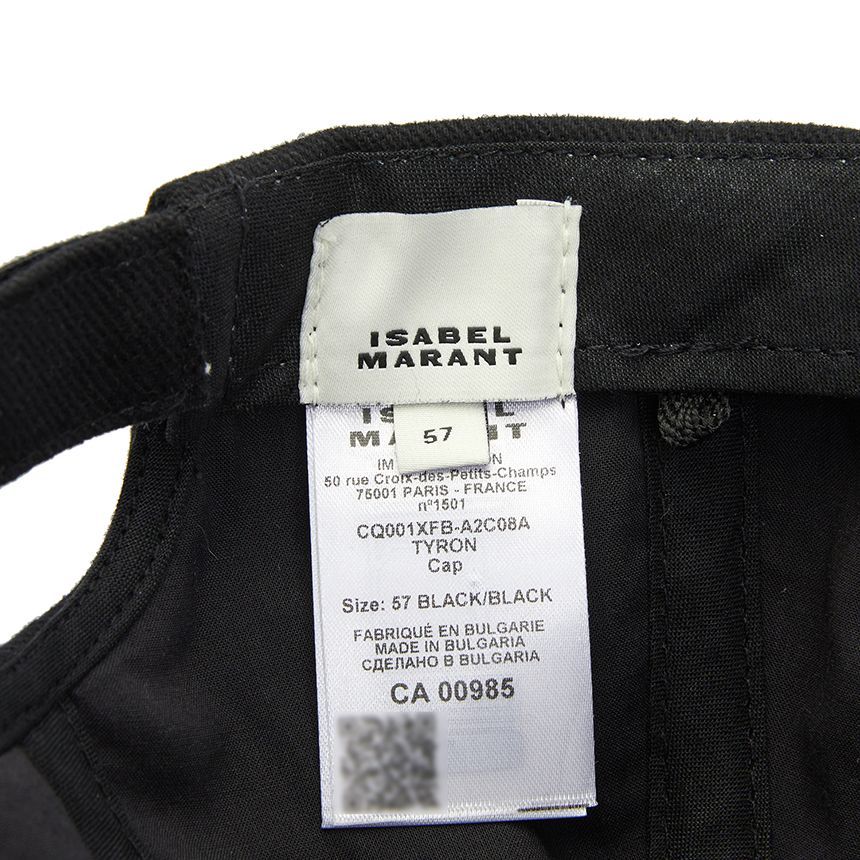 ISABEL
MARANT
57
50 rue Croix-des-Petits-Champs
75001 PARIS - FRANCE
n°1501
CQ001XFB-A2C08A
TYRON
Cap
Size: 57 BLACK/BLACK
FABRIQUÉ EN BULGARIE
MADE IN BULGARIA
СДЕЛАНО В BULGARIA
CA 00985